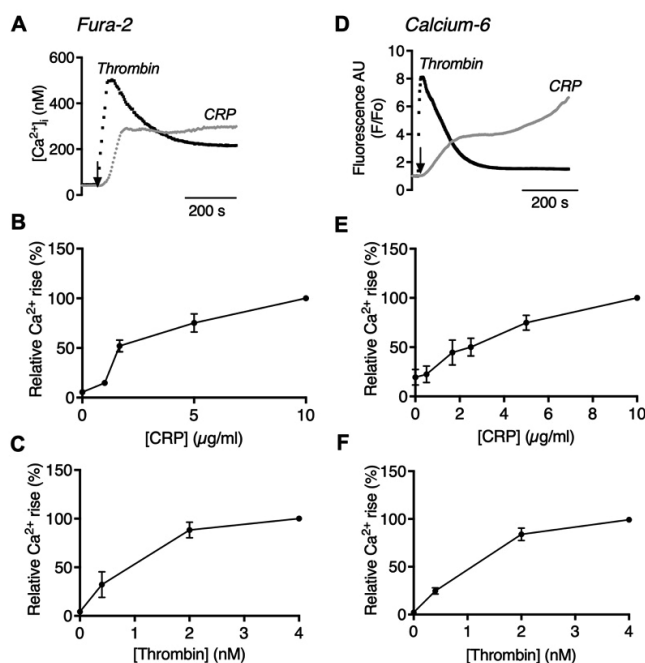 A Fura-2
600
400
200
0
[Ca²⁺]ᵢ (nM)
Thrombin
CRP
200 s
D Calcium-6
10
8
6
4
2
0
Fluorescence AU
(F/Fo)
Thrombin
CRP
200 s
B
150
100
50
0
Relative Ca²⁺ rise (%)
0 5 10
[CRP] (µg/ml)
E
150
100
50
0
Relative Ca²⁺ rise (%)
0 2 4 6 8 10
[CRP] (µg/ml)
C
150
100
50
0
Relative Ca²⁺ rise (%)
0 1 2 3 4
[Thrombin] (nM)
F
150
100
50
0
Relative Ca²⁺ rise (%)
0 1 2 3 4
[Thrombin] (nM)